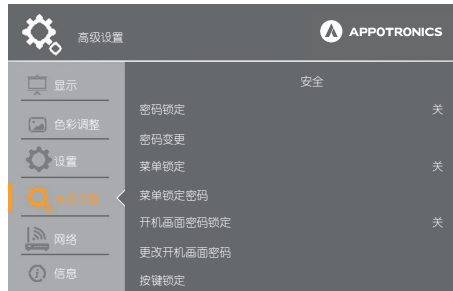 高级设置
APPOTRONICS
显示
色彩调整
设置
网络
信息
安全
密码锁定 关
密码变更
菜单锁定 关
菜单锁定密码
开机画面密码锁定 关
更改开机画面密码
按键锁定